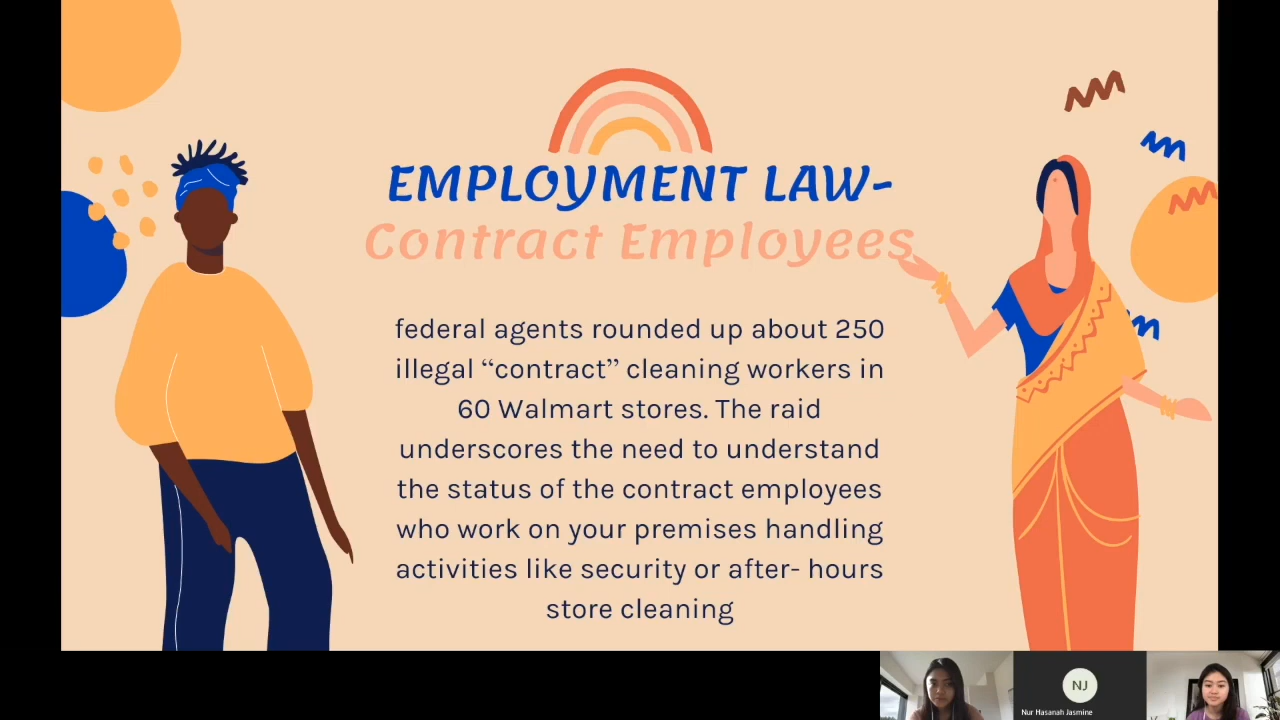 EMPLOYMENT LAW-
Contract Employees
federal agents rounded up about 250
illegal “contract” cleaning workers in
60 Walmart stores. The raid
underscores the need to understand
the status of the contract employees
who work on your premises handling
activities like security or after- hours
store cleaning
NJ
Nur Hasanah Jasmine